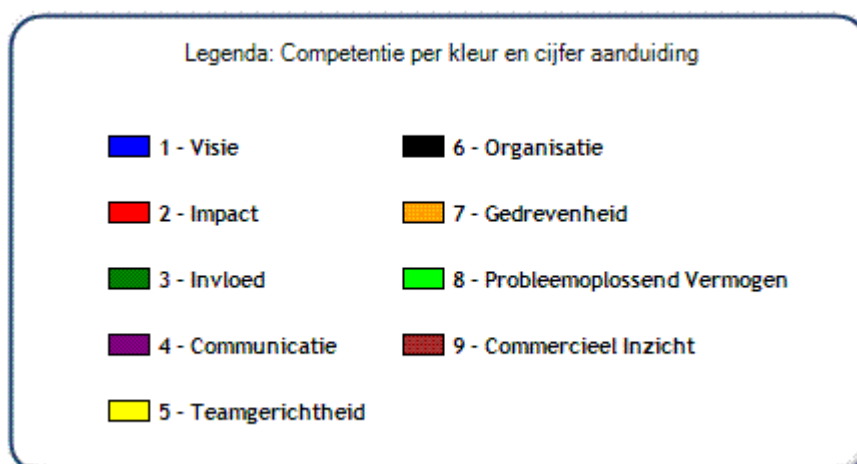 Legenda: Competentie per kleur en cijfer aanduiding
1 - Visie
2 - Impact
3 - Invloed
4 - Communicatie
5 - Teamgerichtheid
6 - Organisatie
7 - Gedrevenheid
8 - Probleemoplossend Vermogen
9 - Commercieel Inzicht